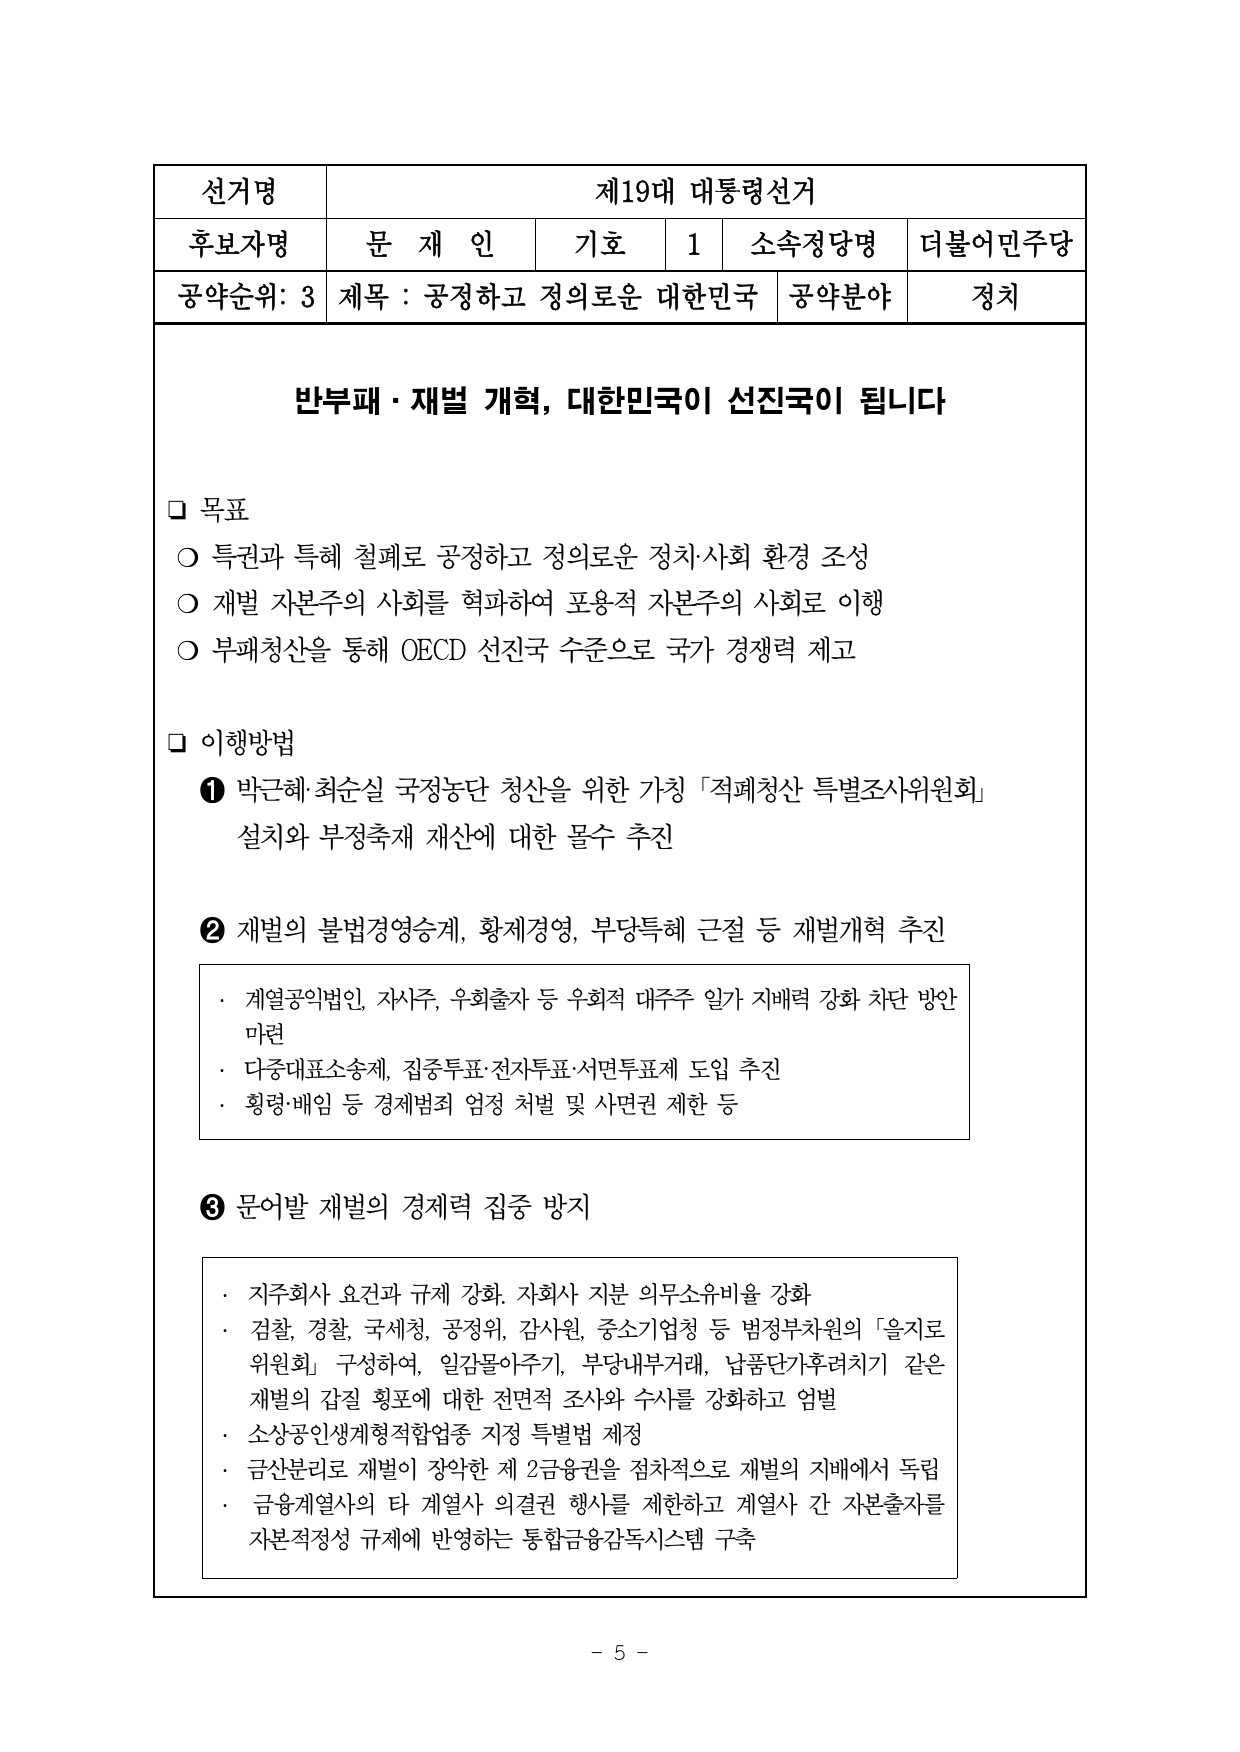 선거명 제19대 대통령선거
후보자명 문 재 인 기호 1 소속정당명 더불어민주당
공약순위: 3 제목 : 공정하고 정의로운 대한민국 공약분야 정치
반부패·재벌 개혁, 대한민국이 선진국이 됩니다
❏ 목표
❍ 특권과 특혜 철폐로 공정하고 정의로운 정치·사회 환경 조성
❍ 재벌 자본주의 사회를 혁파하여 포용적 자본주의 사회로 이행
❍ 부패청산을 통해 OECD 선진국 수준으로 국가 경쟁력 제고
❏ 이행방법
❶ 박근혜·최순실 국정농단 청산을 위한 가칭「적폐청산 특별조사위원회」
설치와 부정축재 재산에 대한 몰수 추진
❷ 재벌의 불법경영승계, 황제경영, 부당특혜 근절 등 재벌개혁 추진
· 계열공익법인, 자사주, 우회출자 등 우회적 대주주 일가 지배력 강화 차단 방안
마련
· 다중대표소송제, 집중투표·전자투표·서면투표제 도입 추진
· 횡령·배임 등 경제범죄 엄정 처벌 및 사면권 제한 등
❸ 문어발 재벌의 경제력 집중 방지
· 지주회사 요건과 규제 강화. 자회사 지분 의무소유비율 강화
· 검찰, 경찰, 국세청, 공정위, 감사원, 중소기업청 등 범정부차원의「을지로
위원회」구성하여, 일감몰아주기, 부당내부거래, 납품단가후려치기 같은
재벌의 갑질 횡포에 대한 전면적 조사와 수사를 강화하고 엄벌
· 소상공인생계형적합업종 지정 특별법 제정
· 금산분리로 재벌이 장악한 제 2금융권을 점차적으로 재벌의 지배에서 독립
· 금융계열사의 타 계열사 의결권 행사를 제한하고 계열사 간 자본출자를
자본적정성 규제에 반영하는 통합금융감독시스템 구축
- 5 -